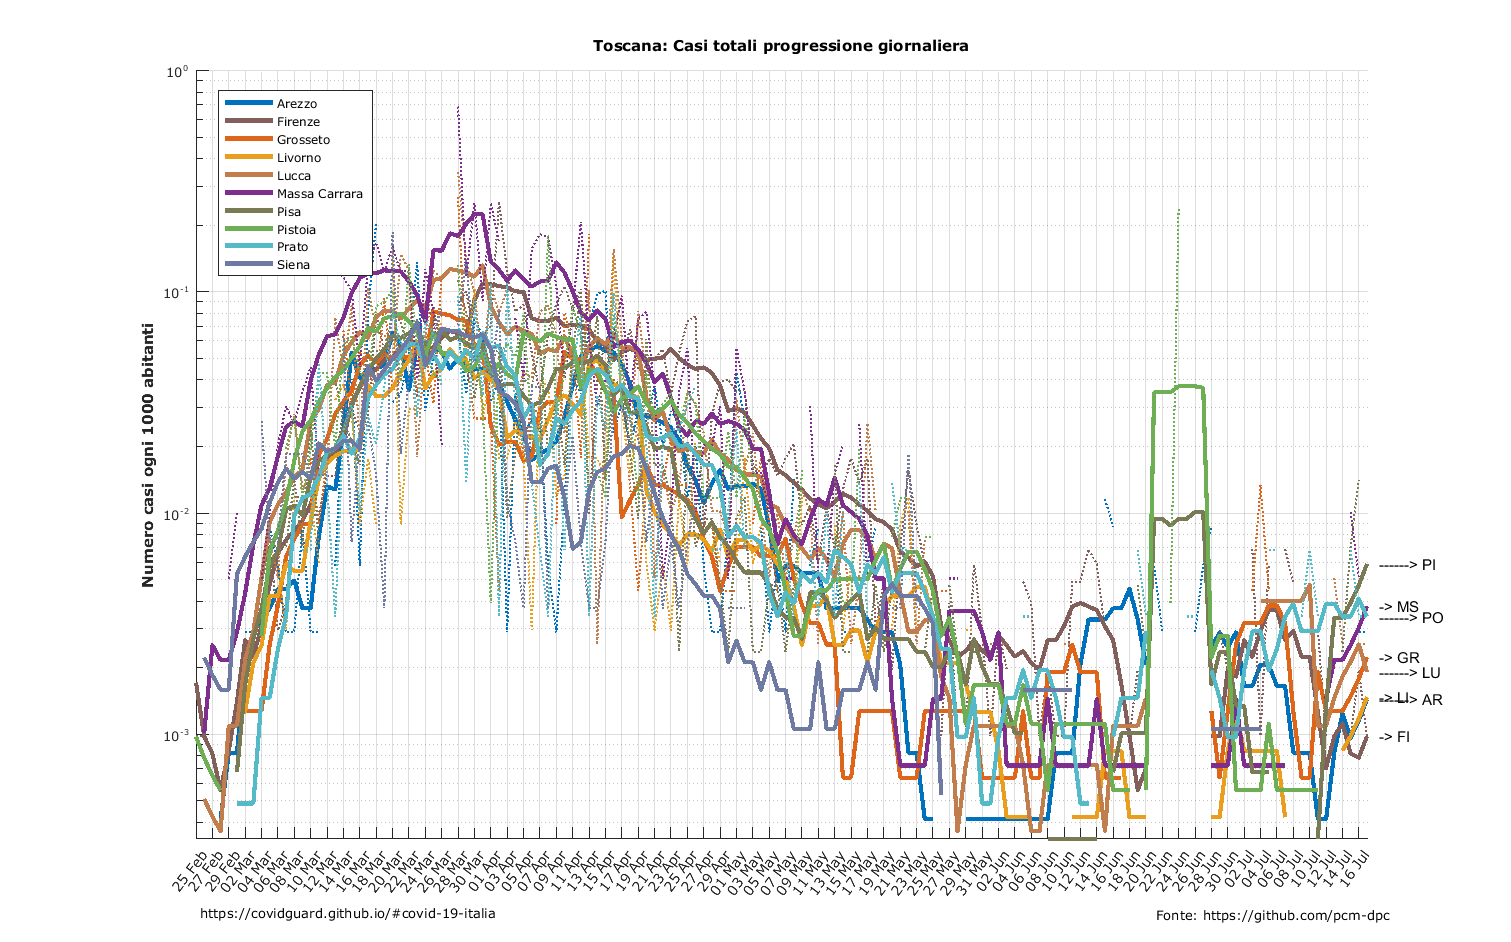 Toscana: Casi totali progressione giornaliera
Numero casi ogni 1000 abitanti
10⁰
10⁻¹
10⁻²
10⁻³
Arezzo
Firenze
Grosseto
Livorno
Lucca
Massa Carrara
Pisa
Pistoia
Prato
Siena
------> PI
-> MS
------> PO
-> GR
------> LU
-> LI
------> AR
-> FI
25 Feb
27 Feb
29 Feb
02 Mar
04 Mar
06 Mar
08 Mar
10 Mar
12 Mar
14 Mar
16 Mar
18 Mar
20 Mar
22 Mar
24 Mar
26 Mar
28 Mar
30 Mar
01 Apr
03 Apr
05 Apr
07 Apr
09 Apr
11 Apr
13 Apr
15 Apr
17 Apr
19 Apr
21 Apr
23 Apr
25 Apr
27 Apr
29 Apr
01 May
03 May
05 May
07 May
09 May
11 May
13 May
15 May
17 May
19 May
21 May
23 May
25 May
27 May
29 May
31 May
02 Jun
04 Jun
06 Jun
08 Jun
10 Jun
12 Jun
14 Jun
16 Jun
18 Jun
20 Jun
22 Jun
24 Jun
26 Jun
28 Jun
30 Jun
02 Jul
04 Jul
06 Jul
08 Jul
10 Jul
12 Jul
14 Jul
16 Jul
https://covidguard.github.io/#covid-19-italia
Fonte: https://github.com/pcm-dpc